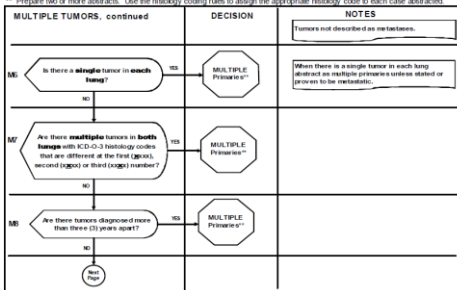 ** Prepare two or more abstracts. Use the histology coding rules to assign the appropriate histology code to each case abstracted.
MULTIPLE TUMORS, continued
DECISION
NOTES
Tumors not described as metastases.
M6
Is there a single tumor in each
lung?
YES
MULTIPLE
Primaries**
When there is a single tumor in each lung
abstract as multiple primaries unless stated or
proven to be metastatic.
NO
M7
Are there multiple tumors in both
lungs with ICD-O-3 histology codes
that are different at the first (xxxx),
second (xxxx) or third (xxxx) number?
YES
MULTIPLE
Primaries**
NO
M8
Are there tumors diagnosed more
than three (3) years apart?
YES
MULTIPLE
Primaries**
NO
Next
Page